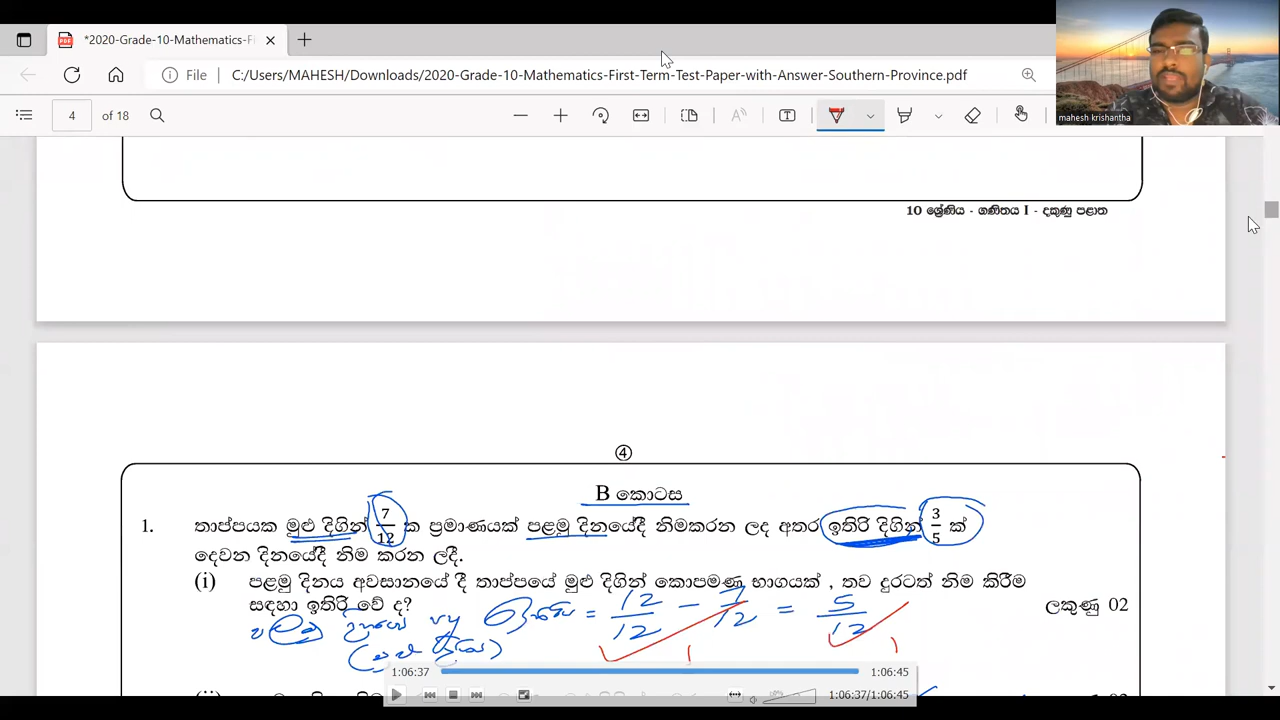 *2020-Grade-10-Mathematics-Fi
File C:/Users/MAHESH/Downloads/2020-Grade-10-Mathematics-First-Term-Test-Paper-with-Answer-Southern-Province.pdf
4 of 18
mahesh krishantha
10 ශ්‍රේණිය - ගණිතය I - දකුණු පළාත
④
B කොටස
1. තාප්පයක මුළු දිගින් 7/12 ක ප්‍රමාණයක් පළමු දිනයේදී නිමකරන ලද අතර ඉතිරි දිගින් 3/5 ක්
දෙවන දිනයේදී නිම කරන ලදී.
(i) පළමු දිනය අවසානයේ දී තාප්පයේ මුළු දිගින් කොපමණ භාගයක් , තව දුරටත් නිම කිරීම
සඳහා ඉතිරි වේ ද? ලකුණු 02
= 12/12 - 7/12 = 5/12
1 1
1:06:37 1:06:45
1:06:37/1:06:45